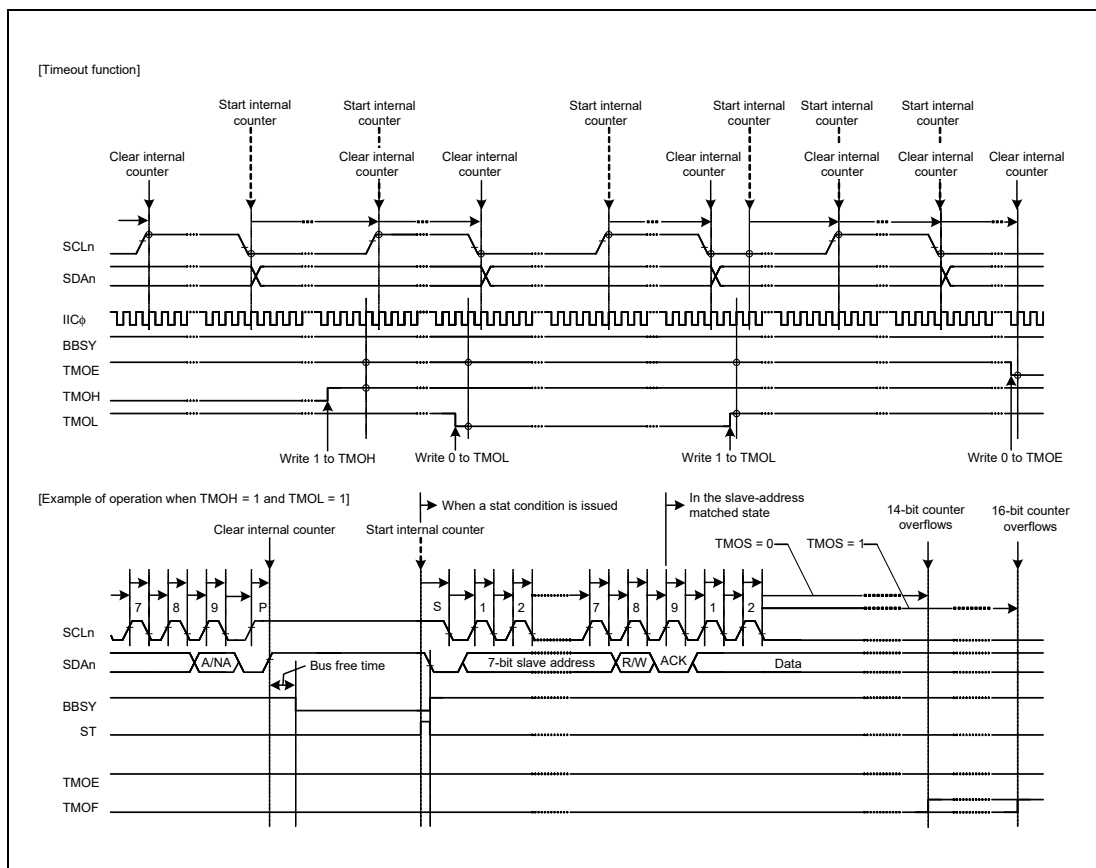 [Timeout function]
Start internal
counter
Start internal
counter
Start internal
counter
Start internal
counter
Start internal
counter
Start internal
counter
Clear internal
counter
Clear internal
counter
Clear internal
counter
Clear internal
counter
Clear internal
counter
Clear internal
counter
Clear internal
counter
SCLn
SDAn
IICϕ
BBSY
TMOE
TMOH
TMOL
Write 1 to TMOH
Write 0 to TMOL
Write 1 to TMOL
Write 0 to TMOE
[Example of operation when TMOH = 1 and TMOL = 1]
When a stat condition is issued
In the slave-address
matched state
Clear internal counter
Start internal counter
14-bit counter
overflows
16-bit counter
overflows
TMOS = 0
TMOS = 1
7 8 9 P S 1 2 7 8 9 1 2
SCLn
SDAn
A/NA
7-bit slave address
R/W
ACK
Data
Bus free time
BBSY
ST
TMOE
TMOF